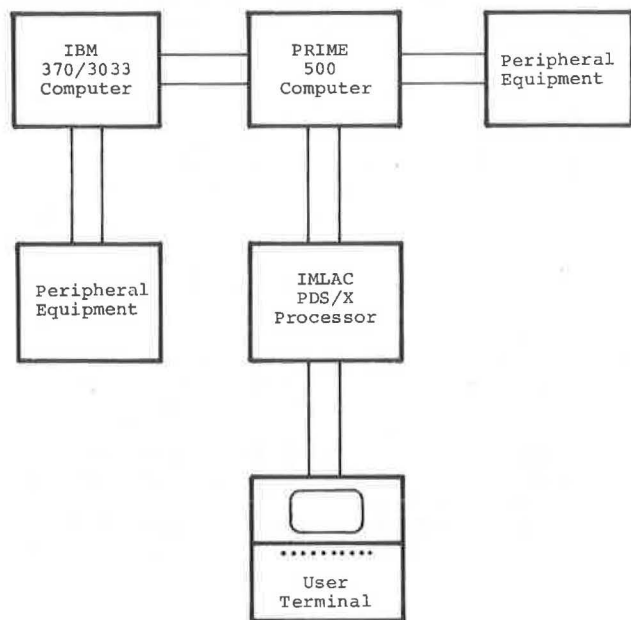 IBM
370/3033
Computer
PRIME
500
Computer
Peripheral
Equipment
Peripheral
Equipment
IMLAC
PDS/X
Processor
User
Terminal